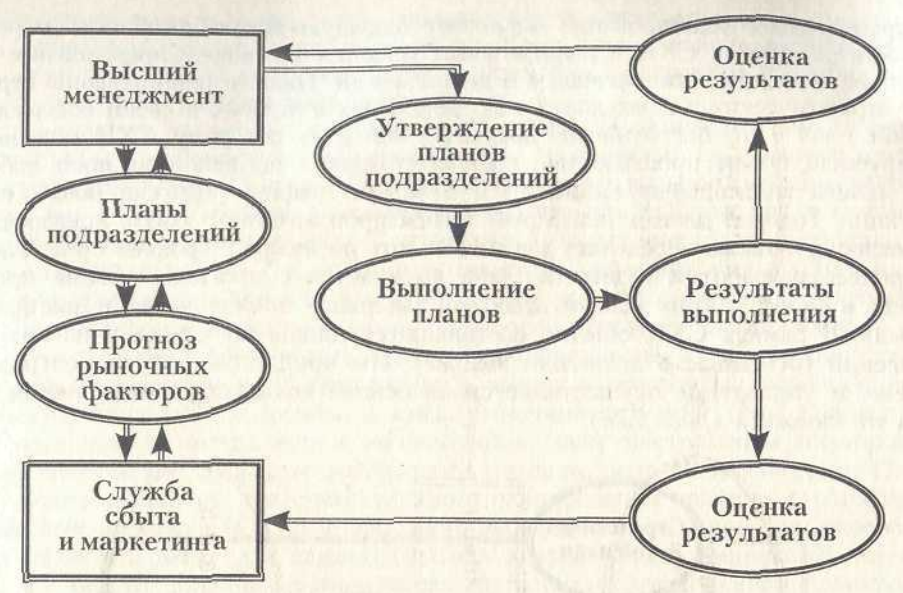 Высший
менеджмент
Оценка
результатов
Утверждение
планов
подразделений
Планы
подразделений
Выполнение
планов
Результаты
выполнения
Прогноз
рыночных
факторов
Служба
сбыта
и маркетинга
Оценка
результатов